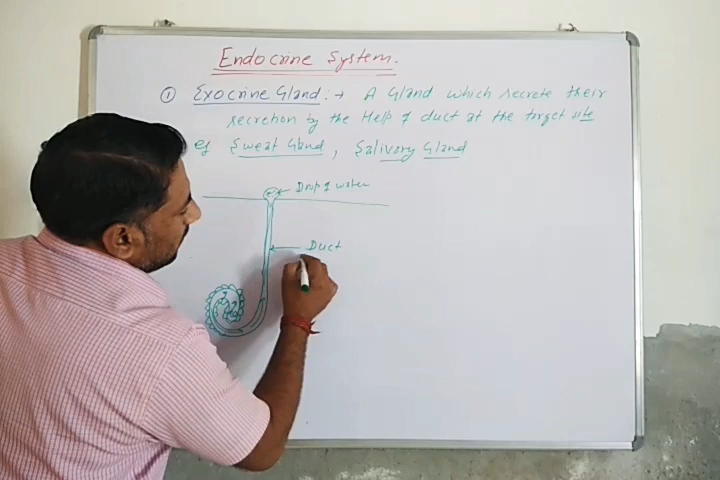 Endocrine System.
① Exocrine Gland :→ A Gland which secrete their
secretion by the Help of duct at the target site
eg Sweat Gland, Salivary Gland
Drop of water
Duct